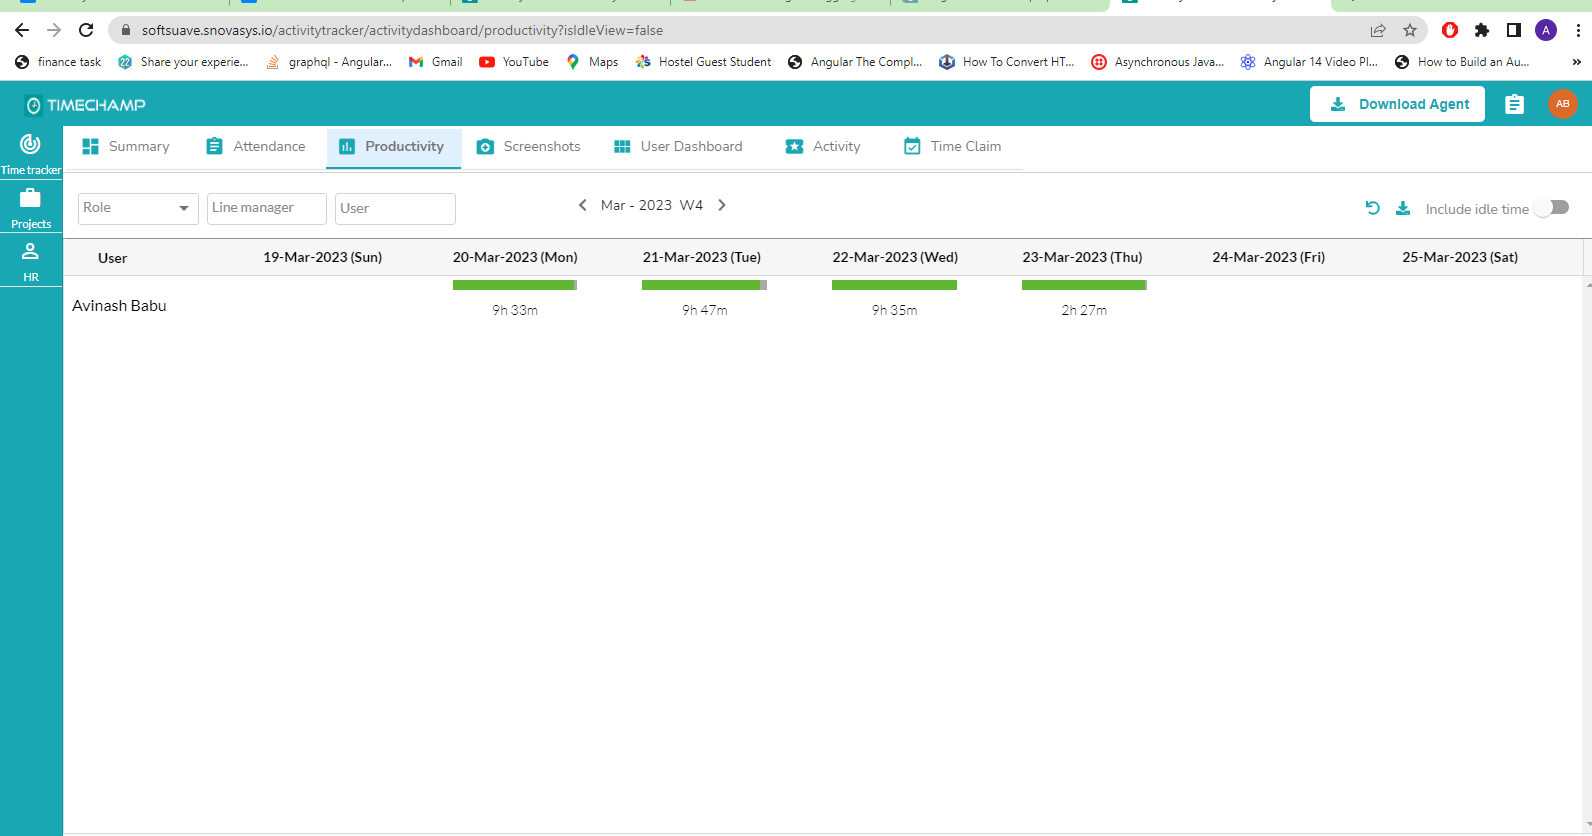 softsuave.snovasys.io/activitytracker/activitydashboard/productivity?isIdleView=false
A
finance task
22
Share your experie...
graphql - Angular...
Gmail
YouTube
Maps
Hostel Guest Student
Angular The Compl...
How To Convert HT...
Asynchronous Java...
Angular 14 Video Pl...
How to Build an Au...
»
TIMECHAMP
Download Agent
AB
Time tracker
Projects
HR
Summary
Attendance
Productivity
Screenshots
User Dashboard
Activity
Time Claim
Role
Line manager
User
Mar - 2023 W4
Include idle time
User 19-Mar-2023 (Sun) 20-Mar-2023 (Mon) 21-Mar-2023 (Tue) 22-Mar-2023 (Wed) 23-Mar-2023 (Thu) 24-Mar-2023 (Fri) 25-Mar-2023 (Sat)
Avinash Babu 9h 33m 9h 47m 9h 35m 2h 27m